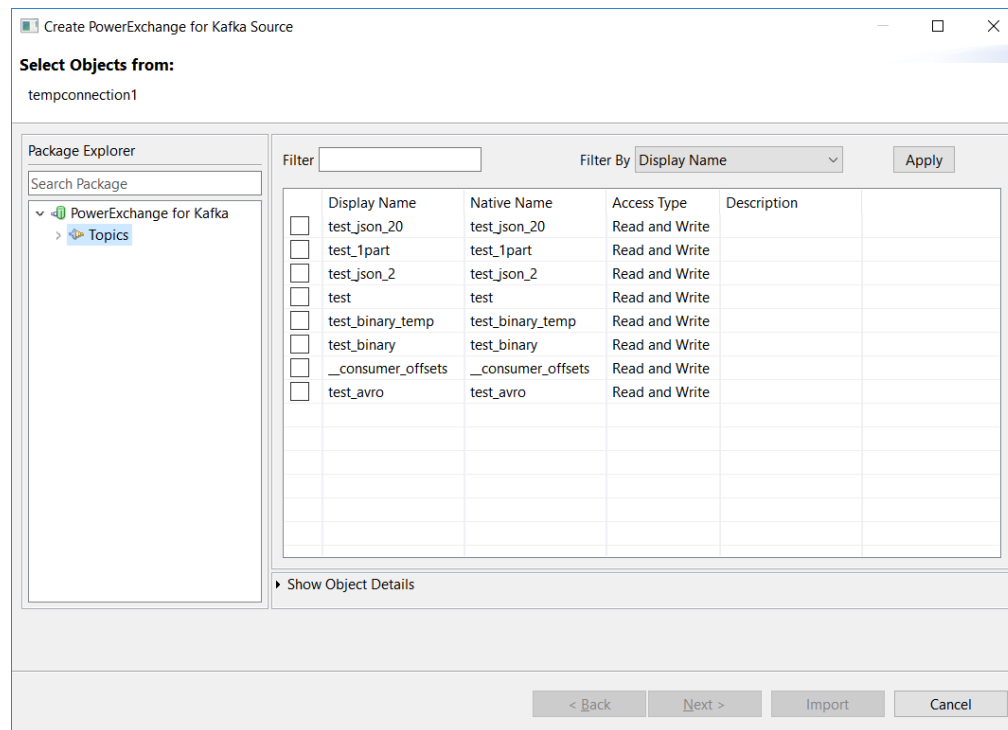 Create PowerExchange for Kafka Source
Select Objects from:
tempconnection1
Package Explorer
Search Package
PowerExchange for Kafka
Topics
Filter Filter By Display Name Apply
Display Name Native Name Access Type Description
test_json_20 test_json_20 Read and Write
test_1part test_1part Read and Write
test_json_2 test_json_2 Read and Write
test test Read and Write
test_binary_temp test_binary_temp Read and Write
test_binary test_binary Read and Write
__consumer_offsets __consumer_offsets Read and Write
test_avro test_avro Read and Write
Show Object Details
< Back Next > Import Cancel